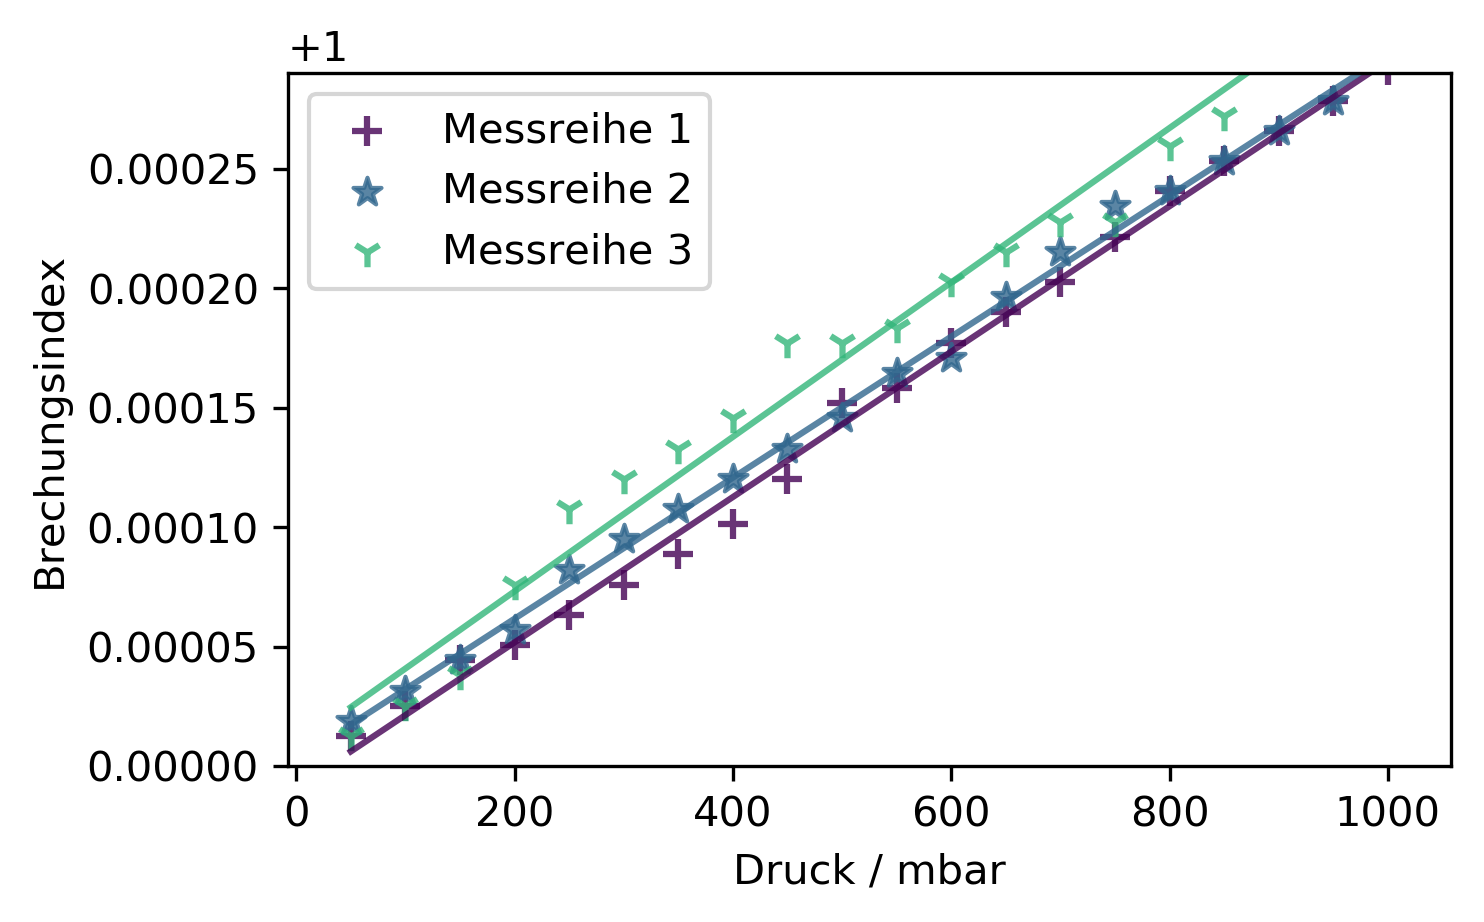 +1
Messreihe 1
Messreihe 2
Messreihe 3
0.00025
0.00020
0.00015
0.00010
0.00005
0.00000
Brechungsindex
0 200 400 600 800 1000
Druck / mbar